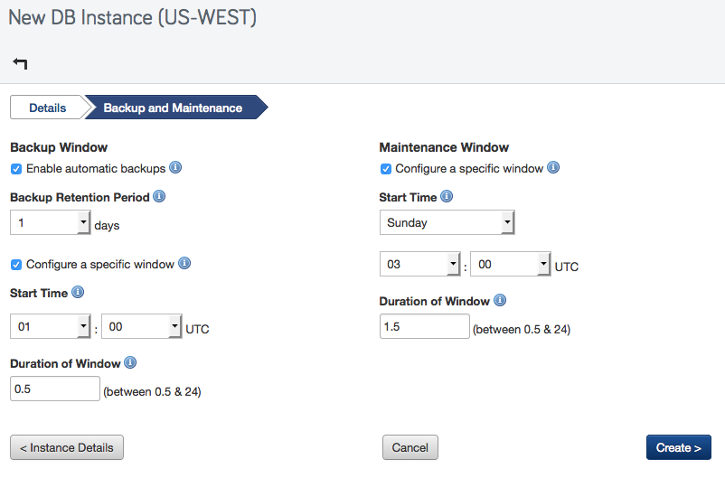 New DB Instance (US-WEST)
Details
Backup and Maintenance
Backup Window
Enable automatic backups
Backup Retention Period
1 days
Configure a specific window
Start Time
01 : 00 UTC
Duration of Window
0.5 (between 0.5 & 24)
Maintenance Window
Configure a specific window
Start Time
Sunday
03 : 00 UTC
Duration of Window
1.5 (between 0.5 & 24)
< Instance Details
Cancel
Create >